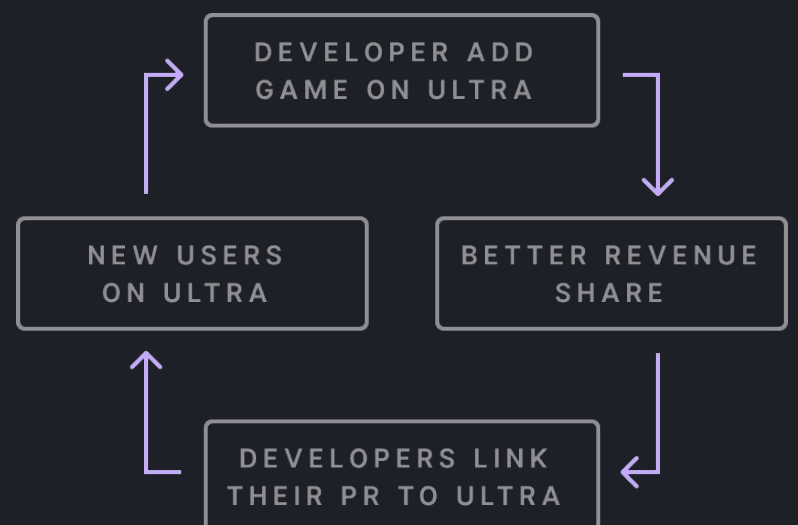 DEVELOPER ADD
GAME ON ULTRA
NEW USERS
ON ULTRA
BETTER REVENUE
SHARE
DEVELOPERS LINK
THEIR PR TO ULTRA